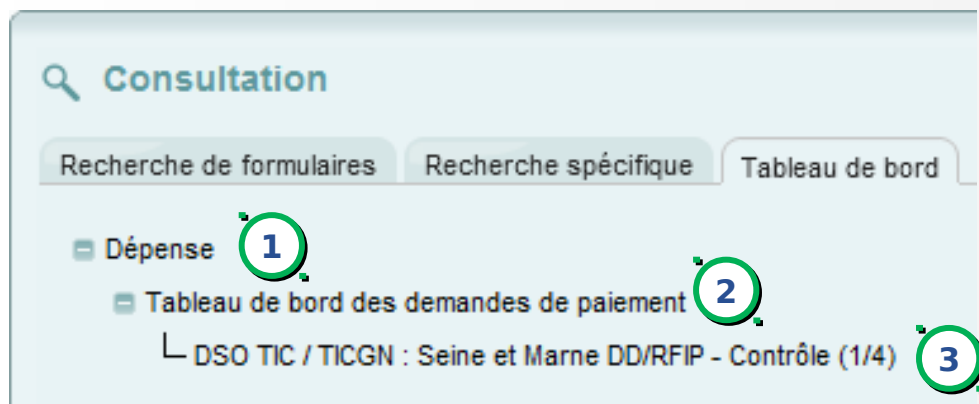 Consultation
Recherche de formulaires Recherche spécifique Tableau de bord
Dépense 1
Tableau de bord des demandes de paiement 2
DSO TIC / TICGN : Seine et Marne DD/RFIP - Contrôle (1/4) 3